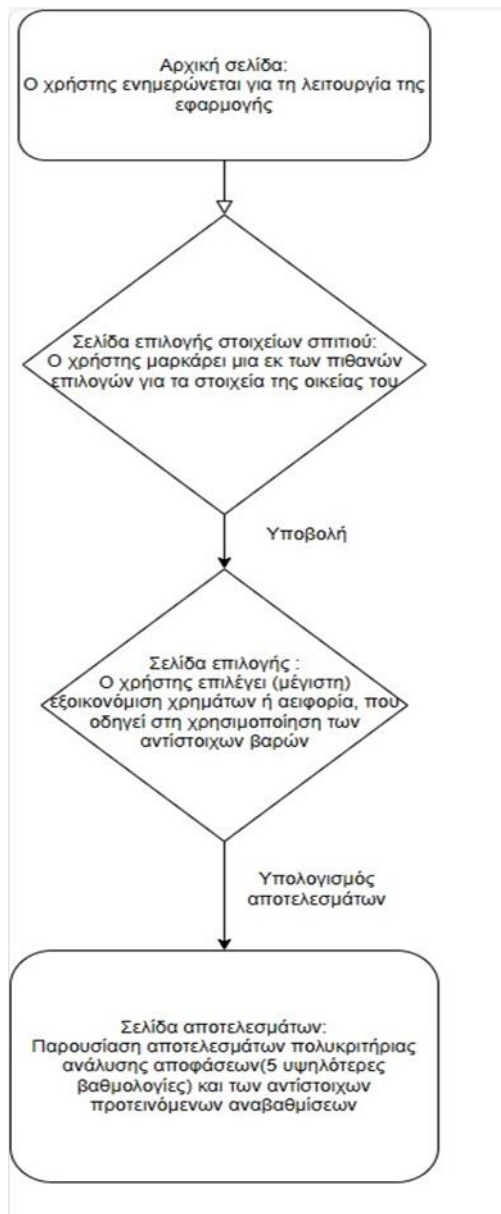 Αρχική σελίδα:
Ο χρήστης ενημερώνεται για τη λειτουργία της
εφαρμογής
Σελίδα επιλογής στοιχείων σπιτιού:
Ο χρήστης μαρκάρει μια εκ των πιθανών
επιλογών για τα στοιχεία της οικείας του
Υποβολή
Σελίδα επιλογής :
Ο χρήστης επιλέγει (μέγιστη)
εξοικονόμιση χρημάτων ή αειφορία, που
οδηγεί στη χρησιμοποίηση των
αντίστοιχων βαρών
Υπολογισμός
αποτελεσμάτων
Σελίδα αποτελεσμάτων:
Παρουσίαση αποτελεσμάτων πολυκριτήριας
ανάλυσης αποφάσεων(5 υψηλότερες
βαθμολογίες) και των αντίστοιχων
προτεινόμενων αναβαθμίσεων